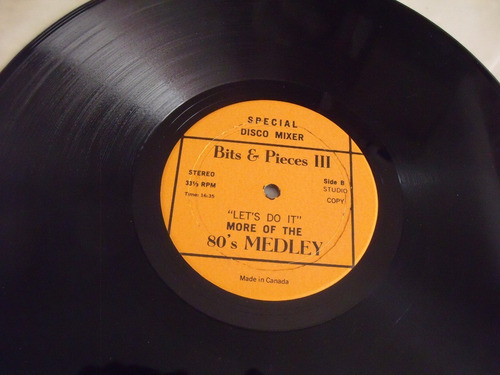 SPECIAL
DISCO MIXER
Bits & Pieces III
STEREO
33⅓ RPM
Time: 16.35
Side B
STUDIO
COPY
"LET'S DO IT"
MORE OF THE
80's MEDLEY
Made in Canada